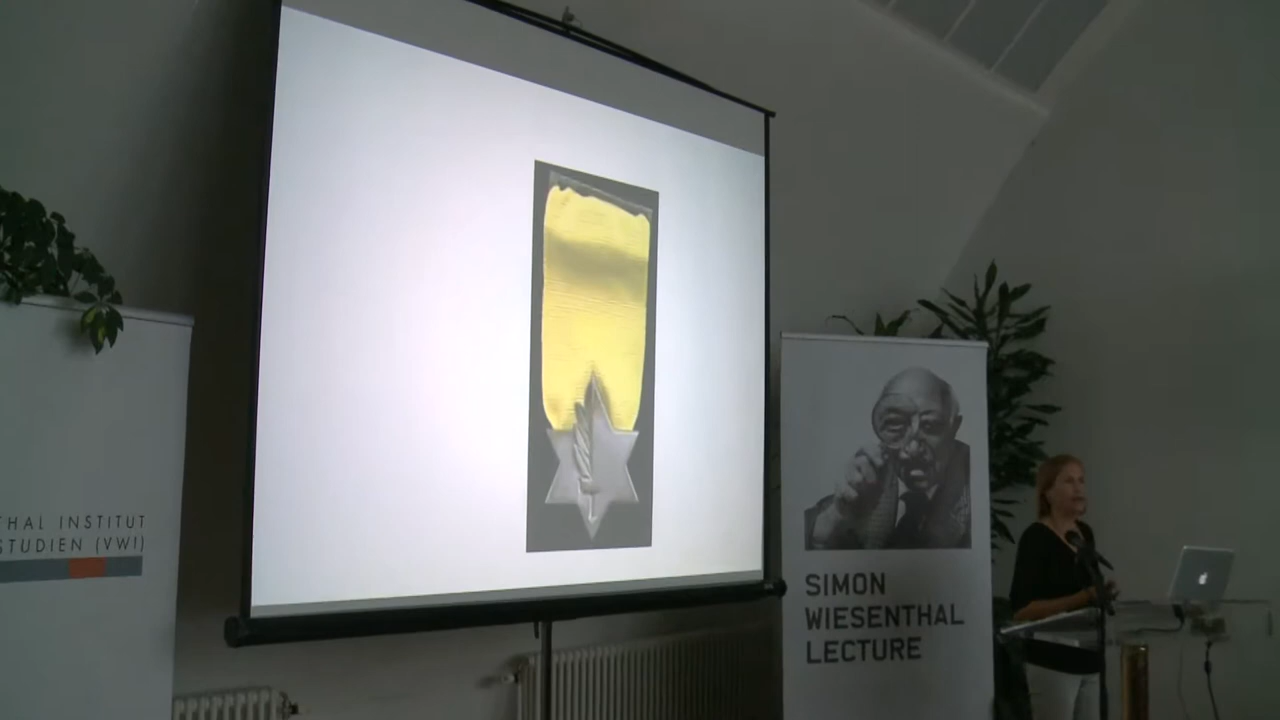 THAL INSTITUT
STUDIEN (VWI)
SIMON
WIESENTHAL
LECTURE